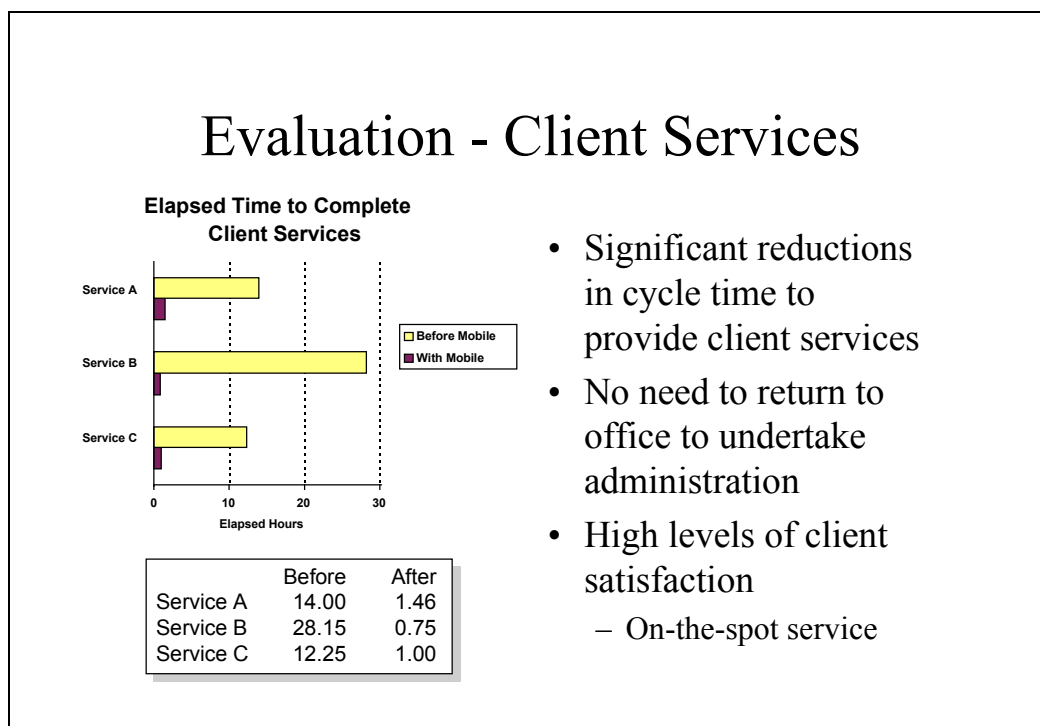 Evaluation - Client Services
Elapsed Time to Complete
Client Services
Service A
Service B
Service C
0 10 20 30
Elapsed Hours
Before Mobile
With Mobile
Before After
Service A 14.00 1.46
Service B 28.15 0.75
Service C 12.25 1.00
• Significant reductions
in cycle time to
provide client services
• No need to return to
office to undertake
administration
• High levels of client
satisfaction
– On-the-spot service